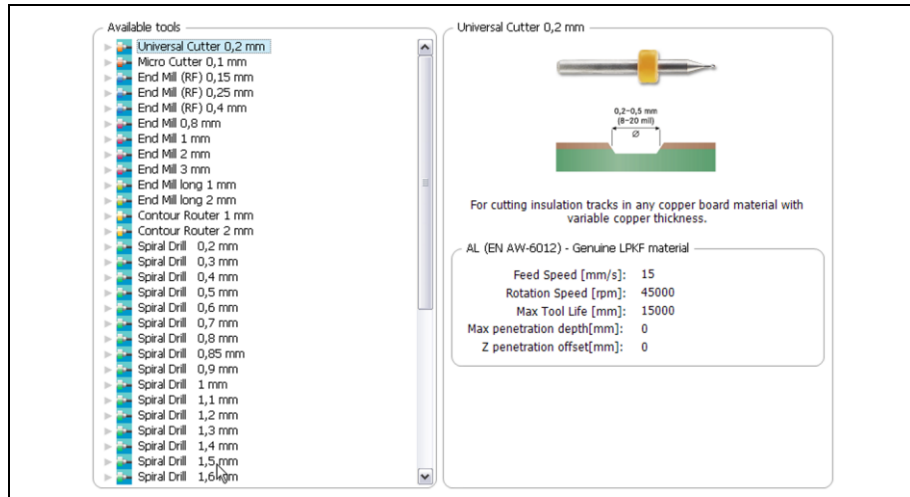 Available tools
Universal Cutter 0,2 mm
Micro Cutter 0,1 mm
End Mill (RF) 0,15 mm
End Mill (RF) 0,25 mm
End Mill (RF) 0,4 mm
End Mill 0,8 mm
End Mill 1 mm
End Mill 2 mm
End Mill 3 mm
End Mill long 1 mm
End Mill long 2 mm
Contour Router 1 mm
Contour Router 2 mm
Spiral Drill 0,2 mm
Spiral Drill 0,3 mm
Spiral Drill 0,4 mm
Spiral Drill 0,5 mm
Spiral Drill 0,6 mm
Spiral Drill 0,7 mm
Spiral Drill 0,8 mm
Spiral Drill 0,85 mm
Spiral Drill 0,9 mm
Spiral Drill 1 mm
Spiral Drill 1,1 mm
Spiral Drill 1,2 mm
Spiral Drill 1,3 mm
Spiral Drill 1,4 mm
Spiral Drill 1,5 mm
Spiral Drill 1,6 mm
Universal Cutter 0,2 mm
0,2–0,5 mm
(8–20 mil)
Ø
For cutting insulation tracks in any copper board material with
variable copper thickness.
AL (EN AW-6012) - Genuine LPKF material
Feed Speed [mm/s]: 15
Rotation Speed [rpm]: 45000
Max Tool Life [mm]: 15000
Max penetration depth[mm]: 0
Z penetration offset[mm]: 0